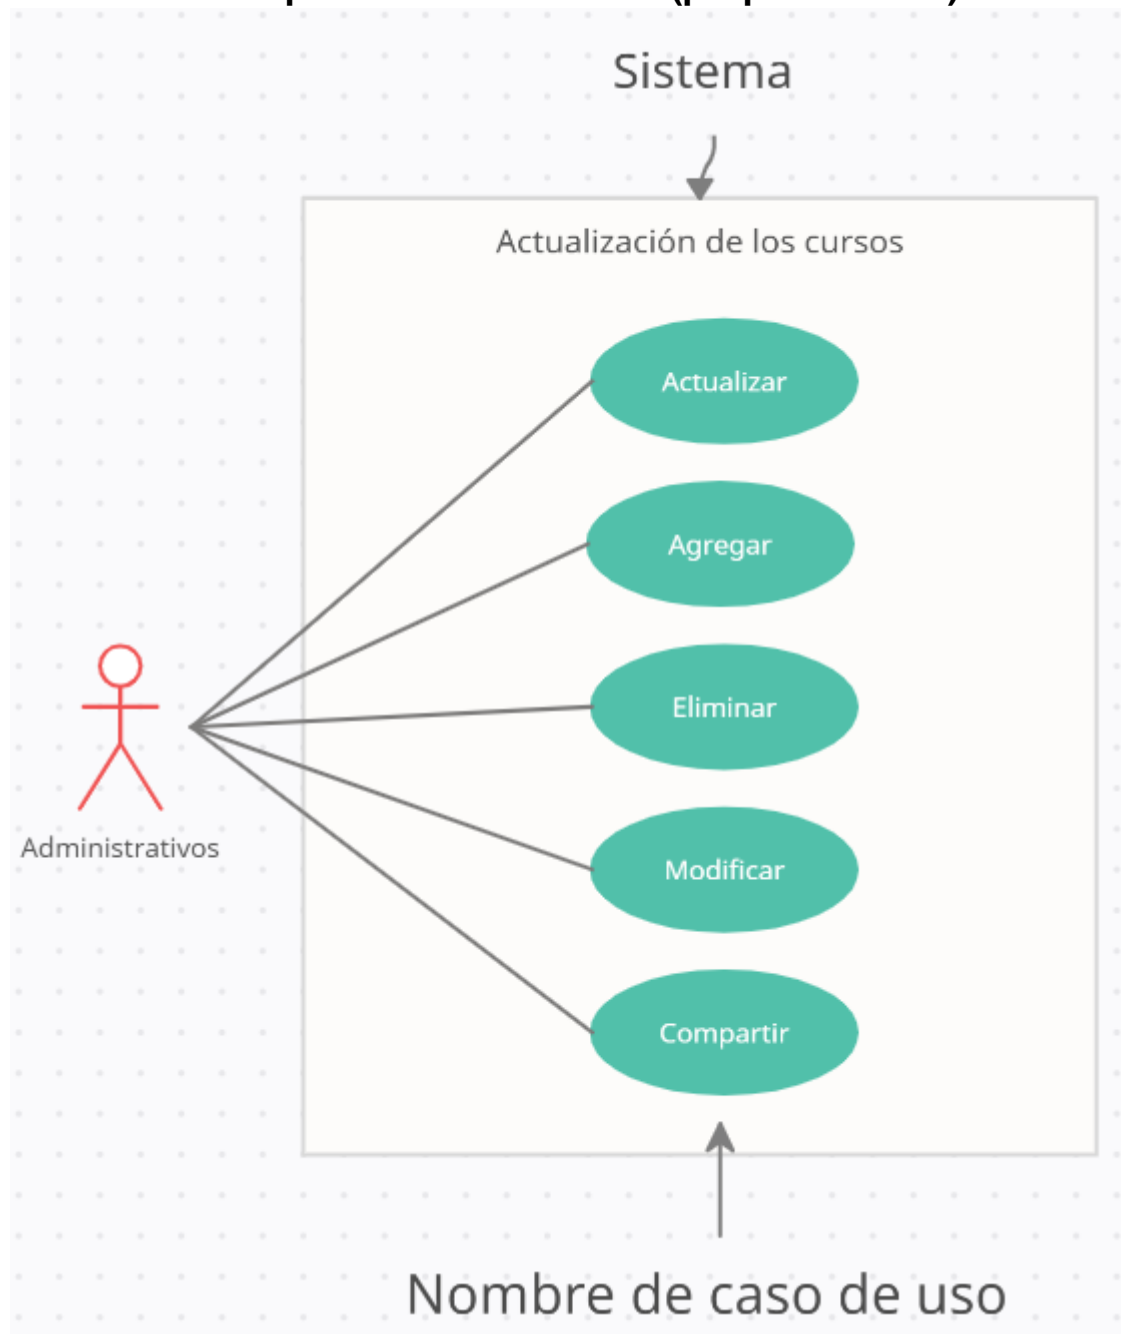 Sistema
Actualización de los cursos
Actualizar
Agregar
Eliminar
Administrativos
Modificar
Compartir
Nombre de caso de uso